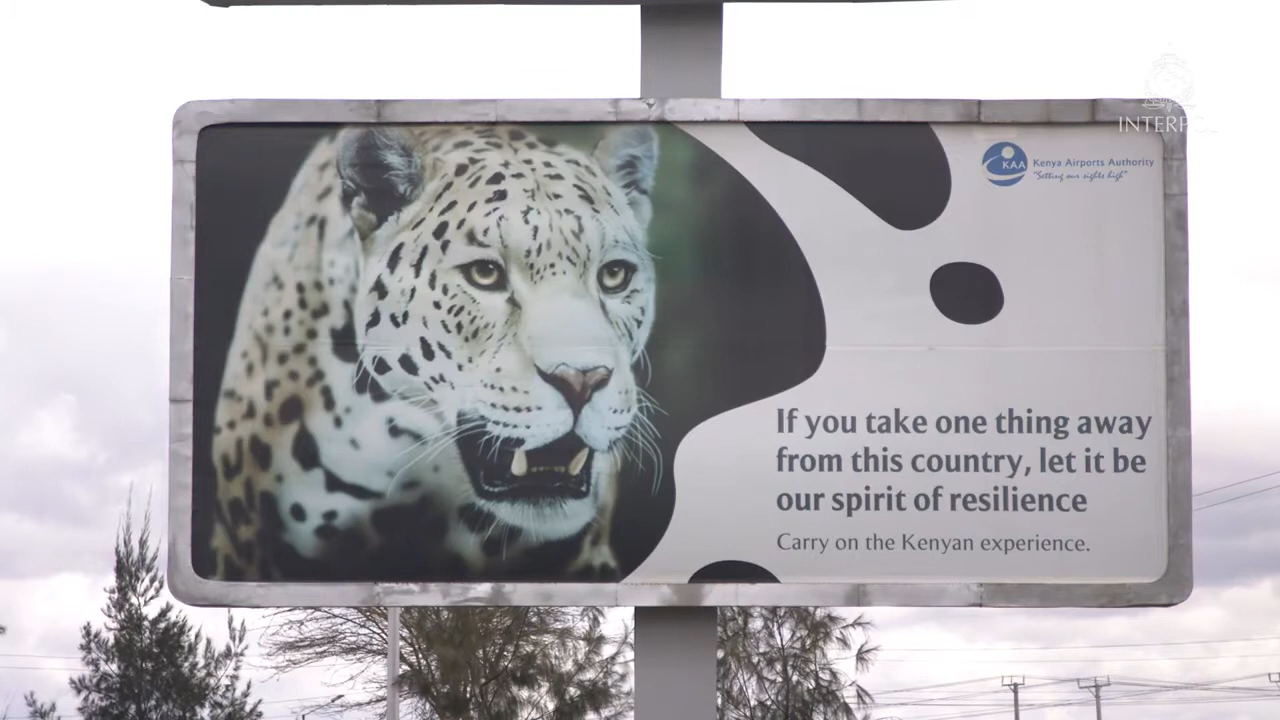 INTERPOL
KAA
Kenya Airports Authority
"Setting our sights high"
If you take one thing away
from this country, let it be
our spirit of resilience
Carry on the Kenyan experience.